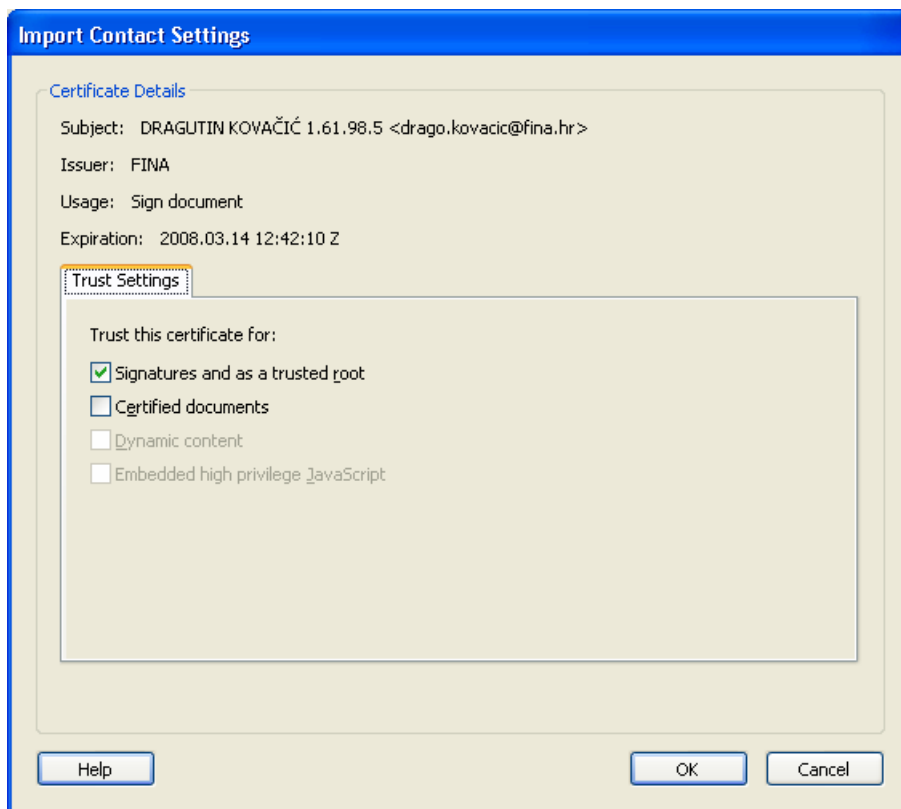 Import Contact Settings
Certificate Details
Subject: DRAGUTIN KOVAČIĆ 1.61.98.5 <drago.kovacic@fina.hr>
Issuer: FINA
Usage: Sign document
Expiration: 2008.03.14 12:42:10 Z
Trust Settings
Trust this certificate for:
Signatures and as a trusted root
Certified documents
Dynamic content
Embedded high privilege JavaScript
Help OK Cancel